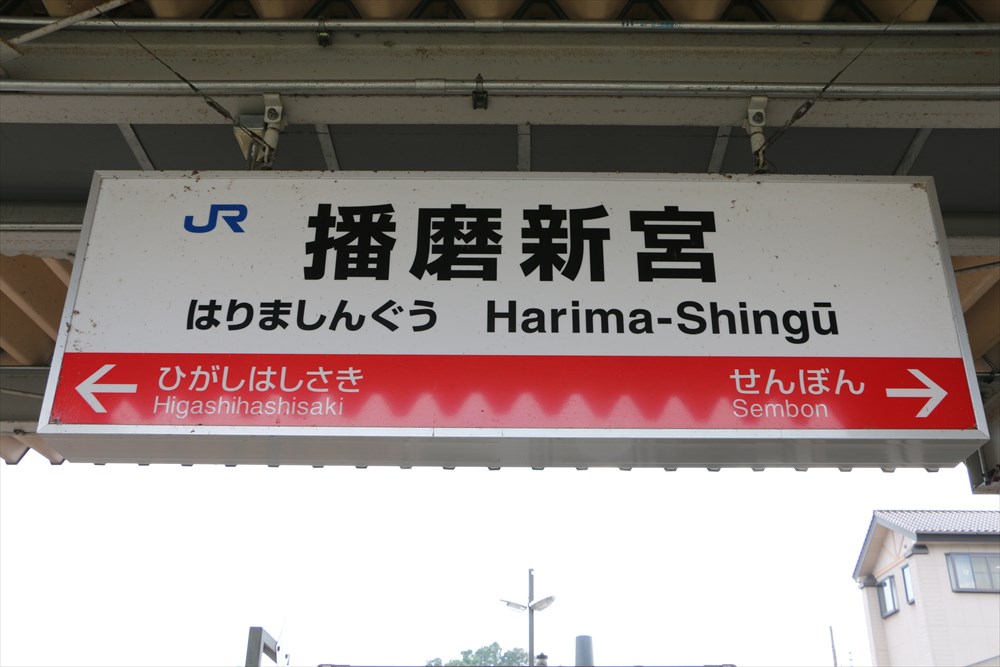 JR 播磨新宮
はりましんぐう Harima-Shingū
← ひがしはしさき せんぼん →
Higashihashisaki Sembon